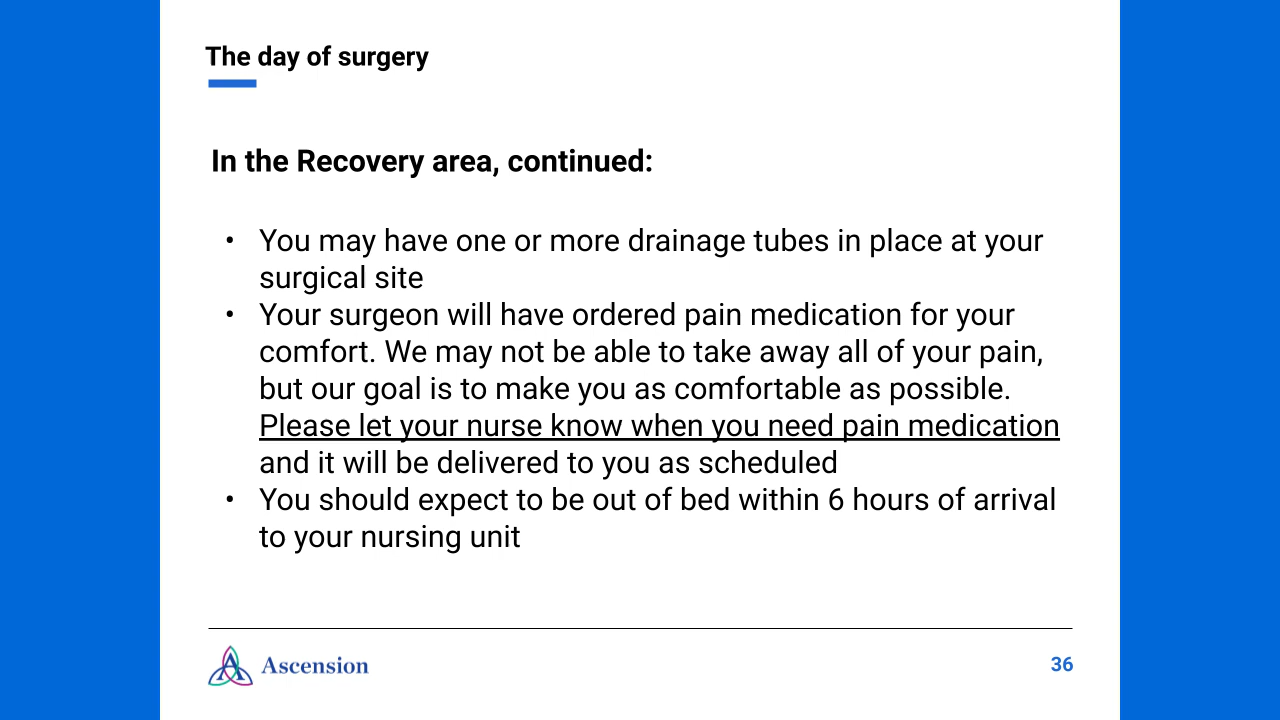 The day of surgery
In the Recovery area, continued:
• You may have one or more drainage tubes in place at your
surgical site
• Your surgeon will have ordered pain medication for your
comfort. We may not be able to take away all of your pain,
but our goal is to make you as comfortable as possible.
Please let your nurse know when you need pain medication
and it will be delivered to you as scheduled
• You should expect to be out of bed within 6 hours of arrival
to your nursing unit
Ascension
36